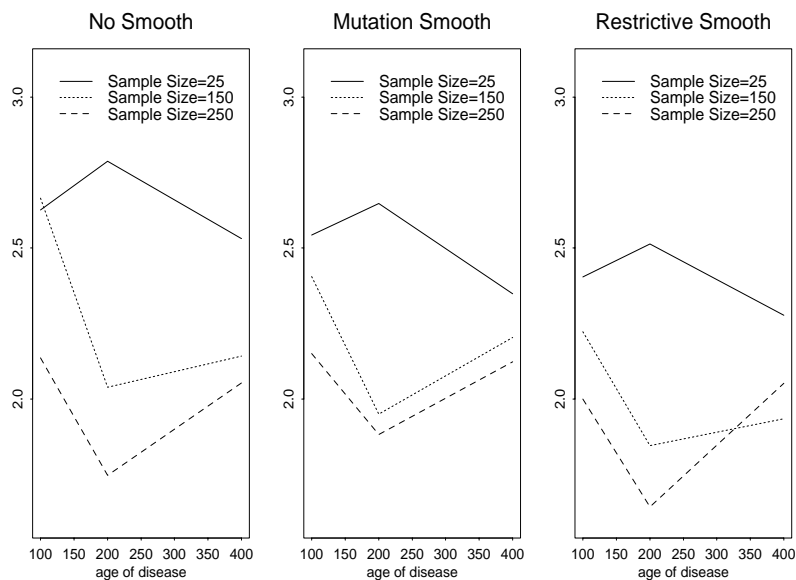 No Smooth
Sample Size=25
Sample Size=150
Sample Size=250
3.0
2.5
2.0
100 150 200 250 300 350 400
age of disease
Mutation Smooth
Sample Size=25
Sample Size=150
Sample Size=250
3.0
2.5
2.0
100 150 200 250 300 350 400
age of disease
Restrictive Smooth
Sample Size=25
Sample Size=150
Sample Size=250
3.0
2.5
2.0
100 150 200 250 300 350 400
age of disease